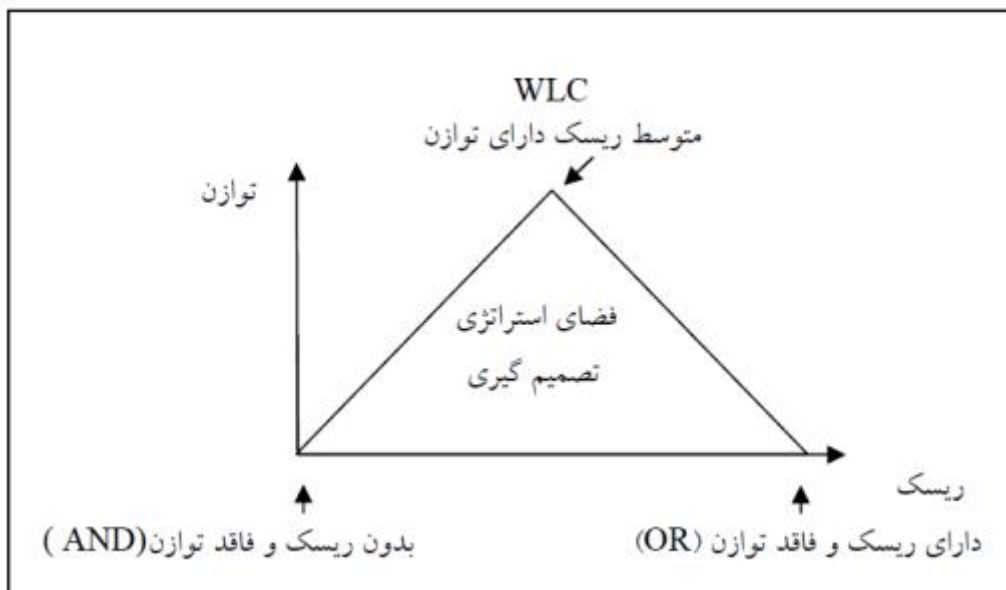 WLC
متوسط ریسک دارای توازن
توازن
فضای استراتژی
تصمیم گیری
ریسک
دارای ریسک و فاقد توازن (OR)
بدون ریسک و فاقد توازن(AND )